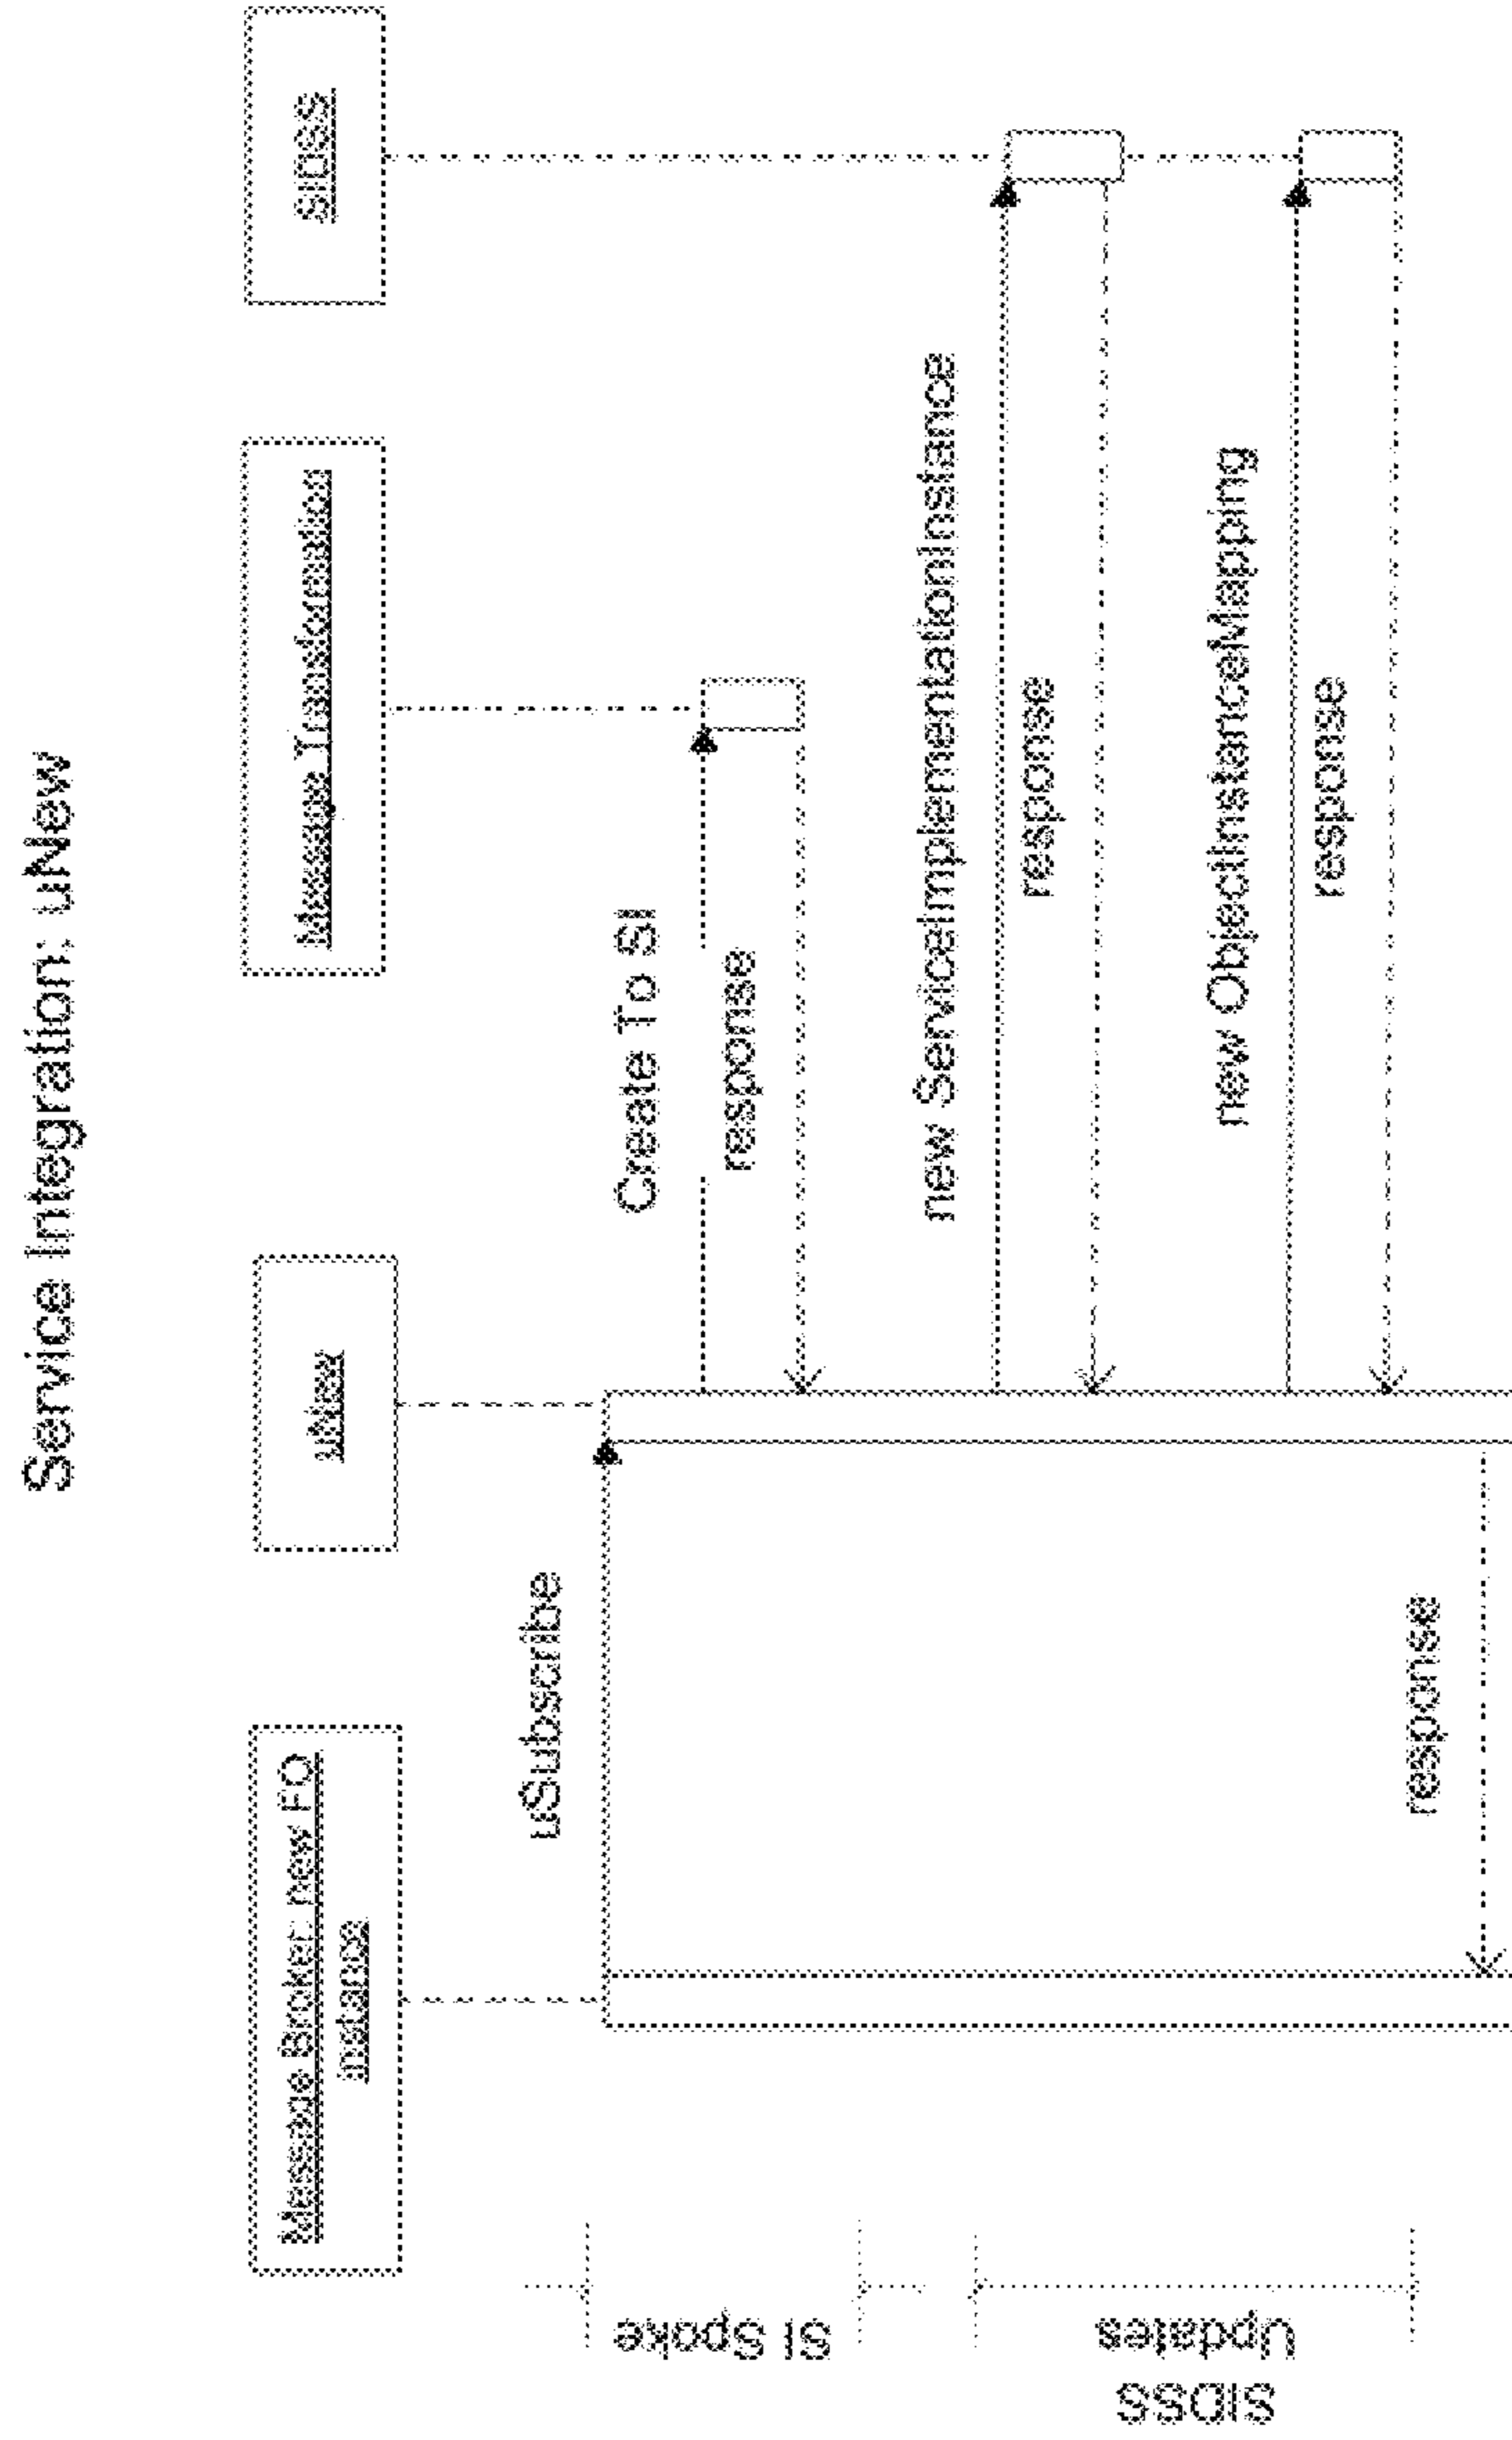 Service Integration: uNew
Message Broker: new FO
instance
uNew
Message Transformation
SIDSS
uSubscribe
SI Spoke
Create To SI
response
new ServiceImplementationInstance
response
SIDSS
Updates
new ObjectInstanceMapping
response
response